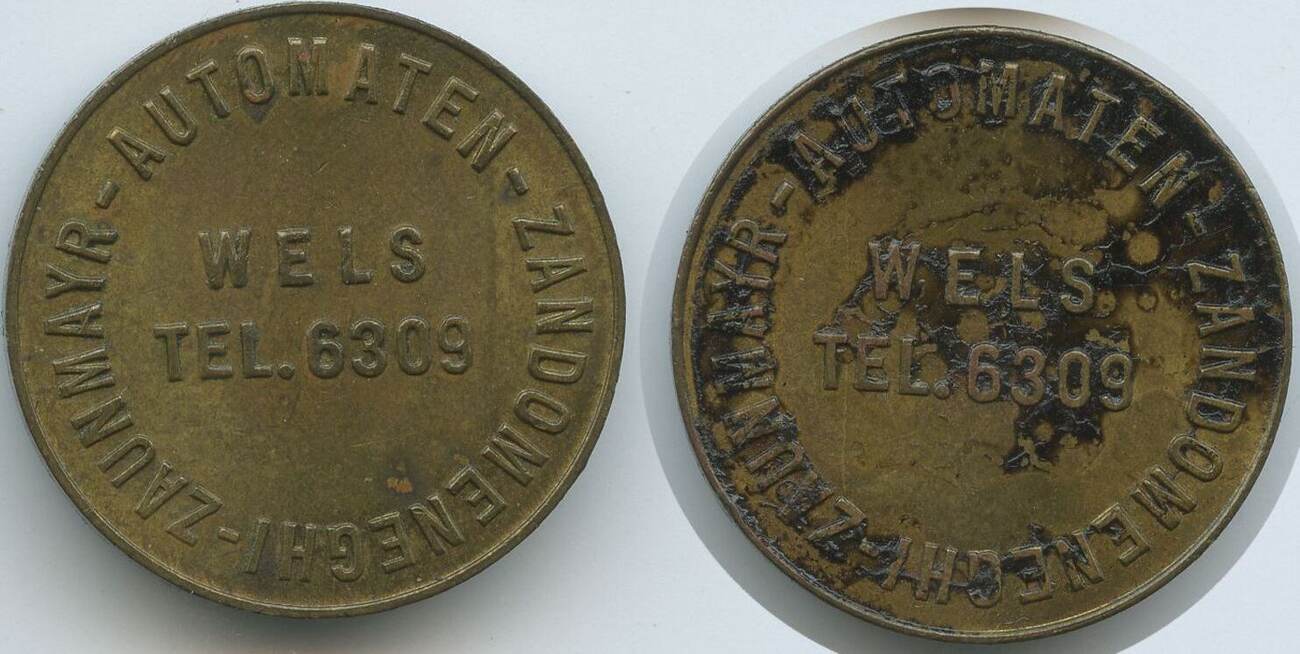 AUTOMATEN - ZANDOMENEGHI - ZAUNMAYR -
WELS
TEL. 6309
AUTOMATEN - ZANDOMENEGHI - ZAUNMAYR -
WELS
TEL. 6309